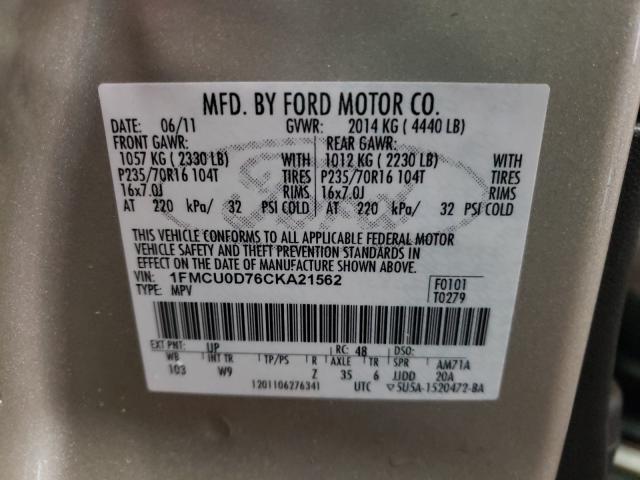 MFD. BY FORD MOTOR CO.
DATE: 06/11 GVWR: 2014 KG ( 4440 LB)
FRONT GAWR: REAR GAWR:
1057 KG ( 2330 LB) WITH 1012 KG ( 2230 LB) WITH
P235/70R16 104T TIRES P235/70R16 104T TIRES
16x7.0J RIMS 16x7.0J RIMS
AT 220 kPa/ 32 PSI COLD AT 220 kPa/ 32 PSI COLD
THIS VEHICLE CONFORMS TO ALL APPLICABLE FEDERAL MOTOR
VEHICLE SAFETY AND THEFT PREVENTION STANDARDS IN
EFFECT ON THE DATE OF MANUFACTURE SHOWN ABOVE.
VIN: 1FMCU0D76CKA21562 F0101
TYPE: MPV T0279
EXT PNT: UP RC: 48 DSO:
WB INT TR TP/PS R AXLE TR SPR AM71A
103 W9 Z 35 6 JJDD 20A
1201106276341 UTC ▽5U5A-1520472-BA